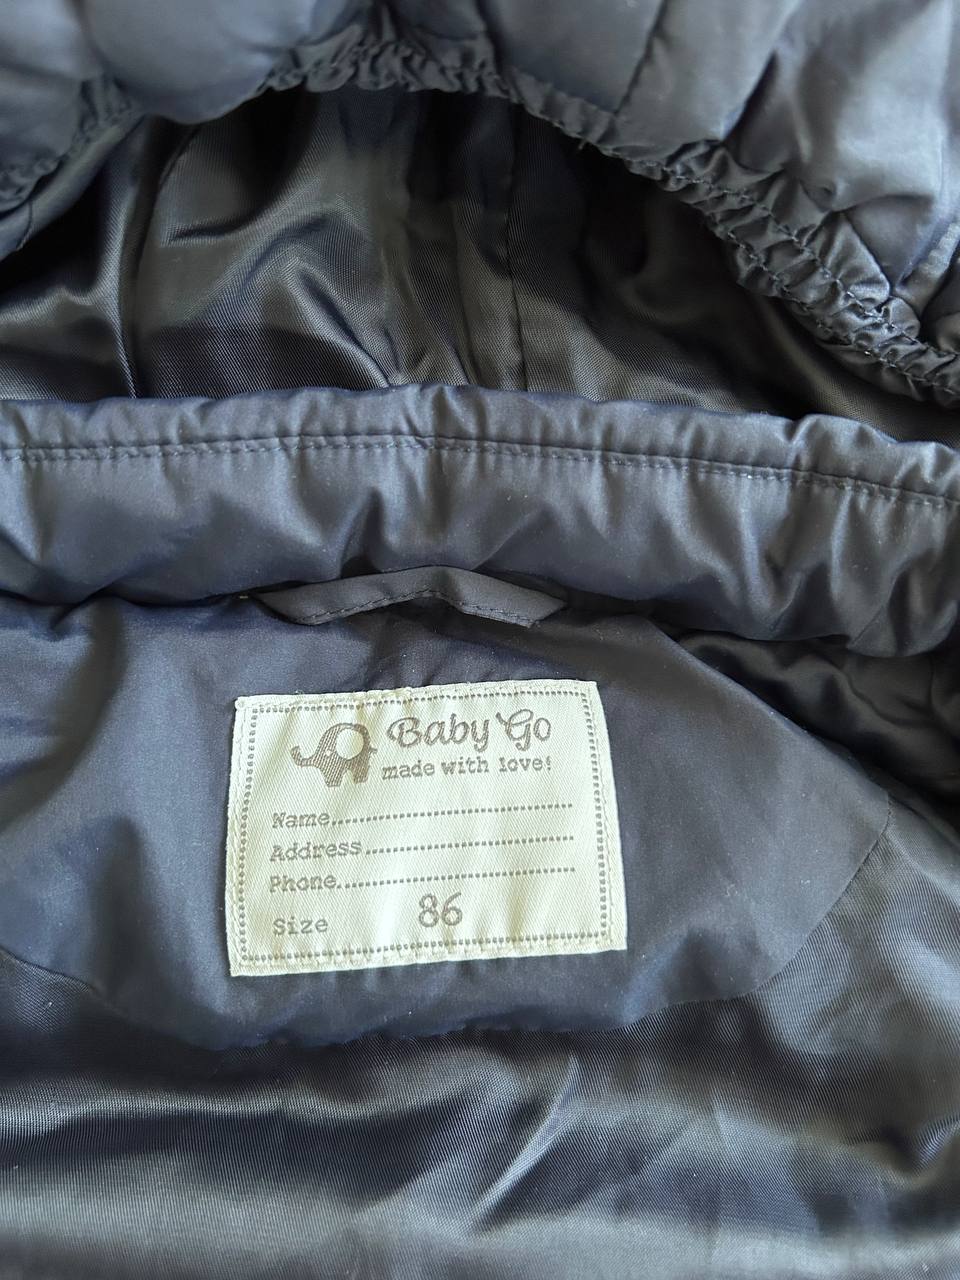 Baby Go
made with love!
Name
Address
Phone
Size 86